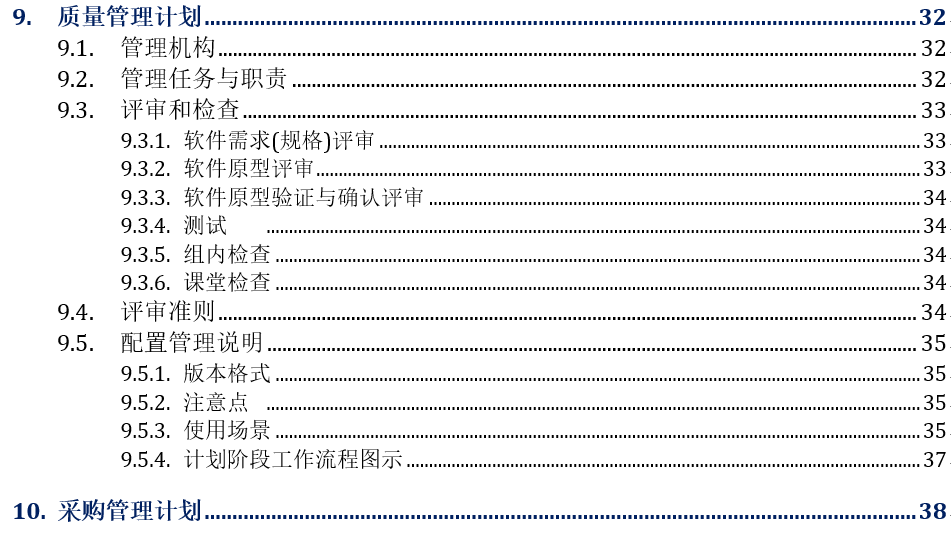 9. 质量管理计划 32
9.1. 管理机构 32
9.2. 管理任务与职责 32
9.3. 评审和检查 33
9.3.1. 软件需求(规格)评审 33
9.3.2. 软件原型评审 33
9.3.3. 软件原型验证与确认评审 34
9.3.4. 测试 34
9.3.5. 组内检查 34
9.3.6. 课堂检查 34
9.4. 评审准则 34
9.5. 配置管理说明 35
9.5.1. 版本格式 35
9.5.2. 注意点 35
9.5.3. 使用场景 35
9.5.4. 计划阶段工作流程图示 37
10. 采购管理计划 38